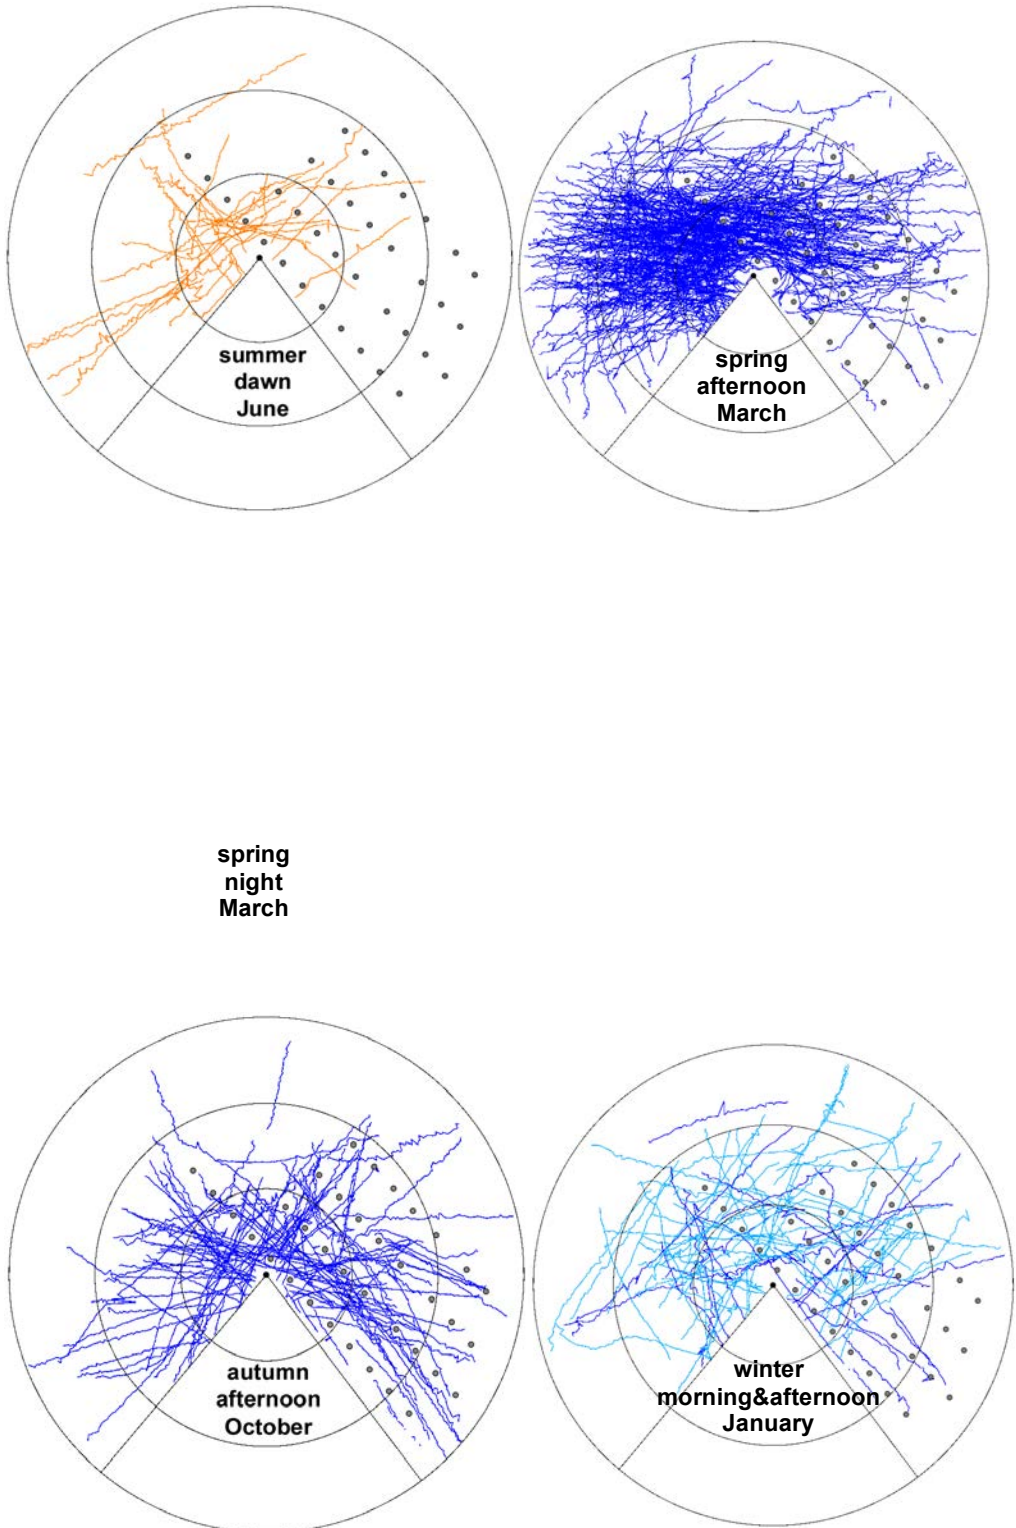 summer
dawn
June
spring
afternoon
March
spring
night
March
autumn
afternoon
October
winter
morning&afternoon
January